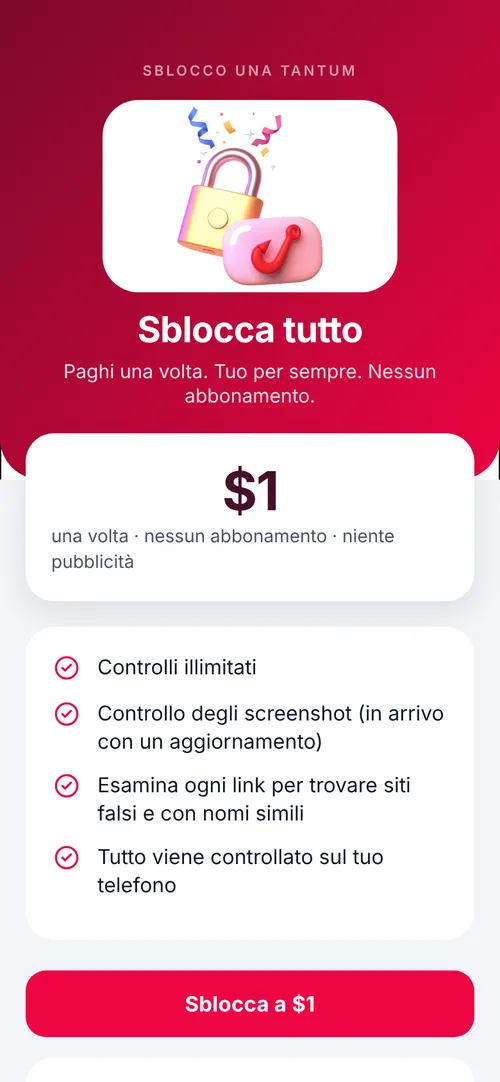 SBLOCCO UNA TANTUM
Sblocca tutto
Paghi una volta. Tuo per sempre. Nessun
abbonamento.
$1
una volta · nessun abbonamento · niente
pubblicità
Controlli illimitati
Controllo degli screenshot (in arrivo
con un aggiornamento)
Esamina ogni link per trovare siti
falsi e con nomi simili
Tutto viene controllato sul tuo
telefono
Sblocca a $1